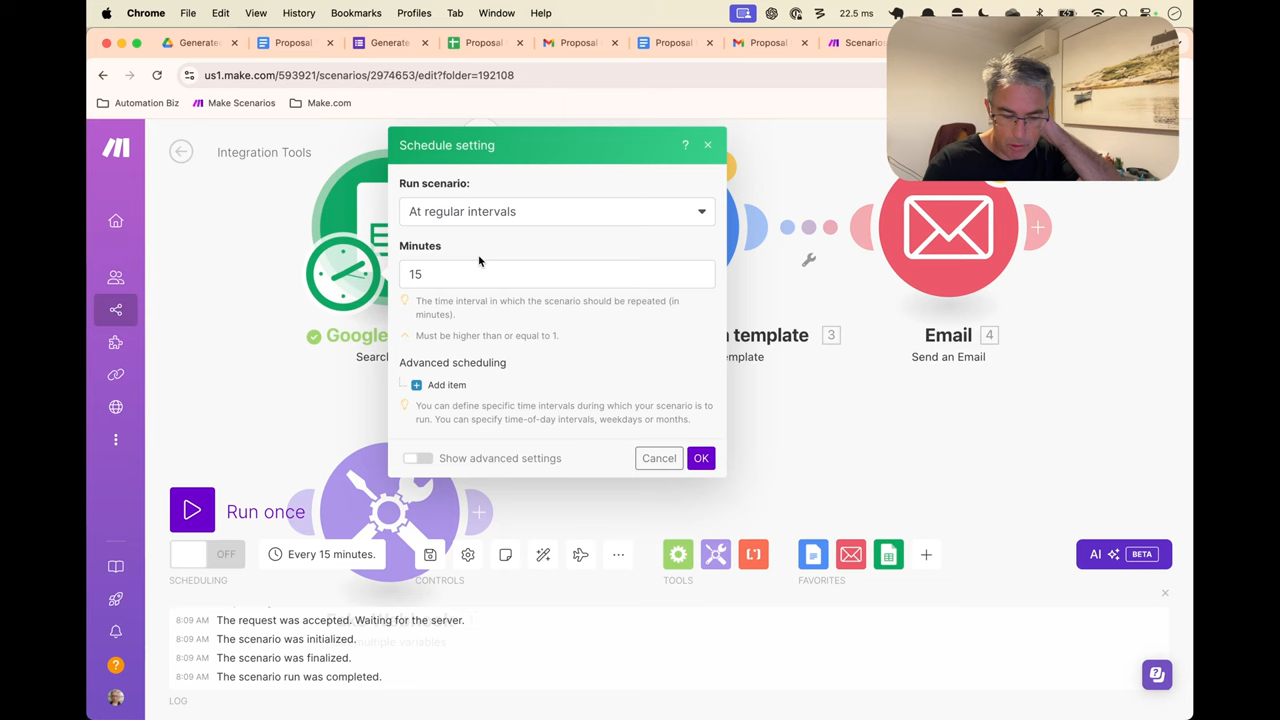 Chrome File Edit View History Bookmarks Profiles Tab Window Help 22.5 ms
Generate Proposal Generate Proposal Proposal Proposal Proposal Scenario
us1.make.com/593921/scenarios/2974653/edit?folder=192108
Automation Biz Make Scenarios Make.com
Integration Tools
Schedule setting ? ×
Run scenario:
At regular intervals
Minutes
15
The time interval in which the scenario should be repeated (in
minutes).
Must be higher than or equal to 1.
Advanced scheduling
Add item
You can define specific time intervals during which your scenario is to
run. You can specify time-of-day intervals, weekdays or months.
Show advanced settings Cancel OK
Google template 3 Email 4
Send an Email
Run once
OFF Every 15 minutes. AI BETA
SCHEDULING CONTROLS TOOLS FAVORITES
8:09 AM The request was accepted. Waiting for the server.
8:09 AM The scenario was initialized.
8:09 AM The scenario was finalized.
8:09 AM The scenario run was completed.
LOG